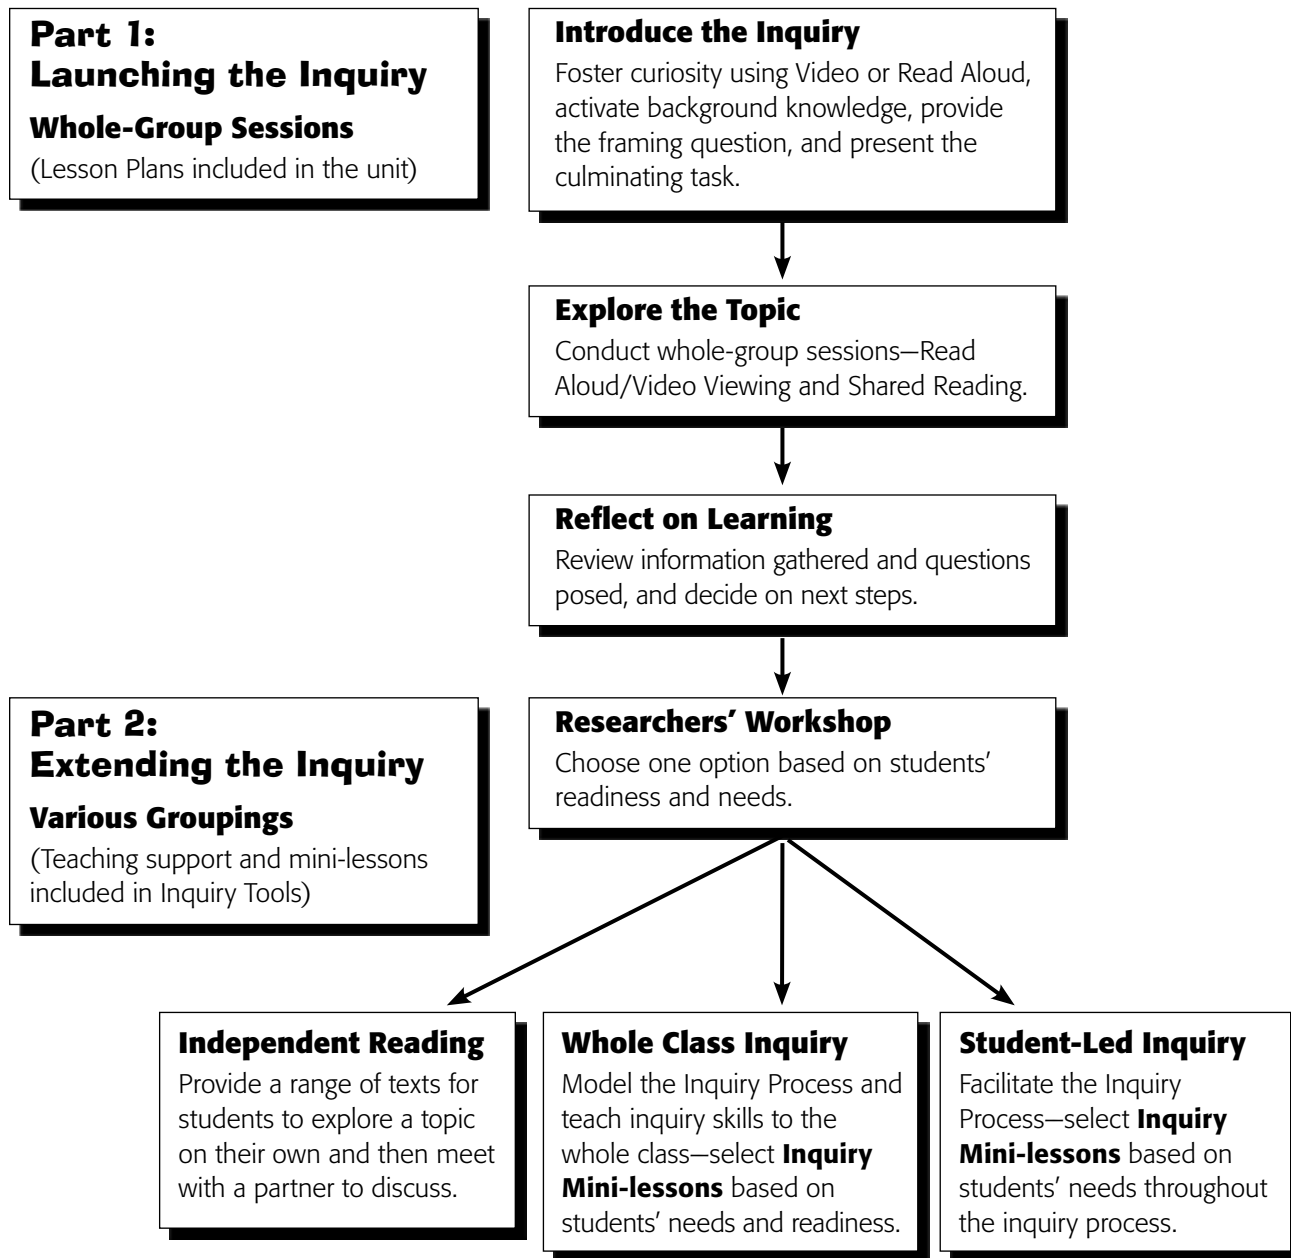 Part 1:
Launching the Inquiry
Whole-Group Sessions
(Lesson Plans included in the unit)
Introduce the Inquiry
Foster curiosity using Video or Read Aloud,
activate background knowledge, provide
the framing question, and present the
culminating task.
Explore the Topic
Conduct whole-group sessions—Read
Aloud/Video Viewing and Shared Reading.
Reflect on Learning
Review information gathered and questions
posed, and decide on next steps.
Part 2:
Extending the Inquiry
Various Groupings
(Teaching support and mini-lessons
included in Inquiry Tools)
Researchers’ Workshop
Choose one option based on students’
readiness and needs.
Independent Reading
Provide a range of texts for
students to explore a topic
on their own and then meet
with a partner to discuss.
Whole Class Inquiry
Model the Inquiry Process and
teach inquiry skills to the
whole class—select Inquiry
Mini-lessons based on
students’ needs and readiness.
Student-Led Inquiry
Facilitate the Inquiry
Process—select Inquiry
Mini-lessons based on
students’ needs throughout
the inquiry process.